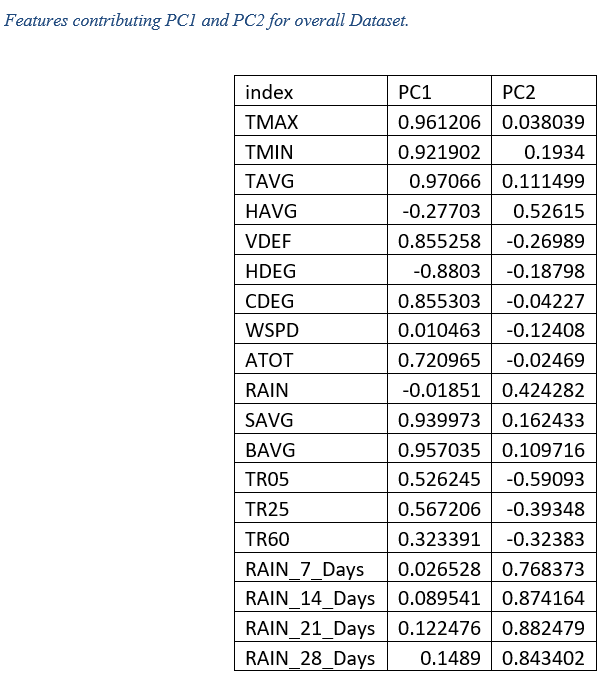 Features contributing PC1 and PC2 for overall Dataset.
index PC1 PC2
TMAX 0.961206 0.038039
TMIN 0.921902 0.1934
TAVG 0.97066 0.111499
HAVG -0.27703 0.52615
VDEF 0.855258 -0.26989
HDEG -0.8803 -0.18798
CDEG 0.855303 -0.04227
WSPD 0.010463 -0.12408
ATOT 0.720965 -0.02469
RAIN -0.01851 0.424282
SAVG 0.939973 0.162433
BAVG 0.957035 0.109716
TR05 0.526245 -0.59093
TR25 0.567206 -0.39348
TR60 0.323391 -0.32383
RAIN_7_Days 0.026528 0.768373
RAIN_14_Days 0.089541 0.874164
RAIN_21_Days 0.122476 0.882479
RAIN_28_Days 0.1489 0.843402